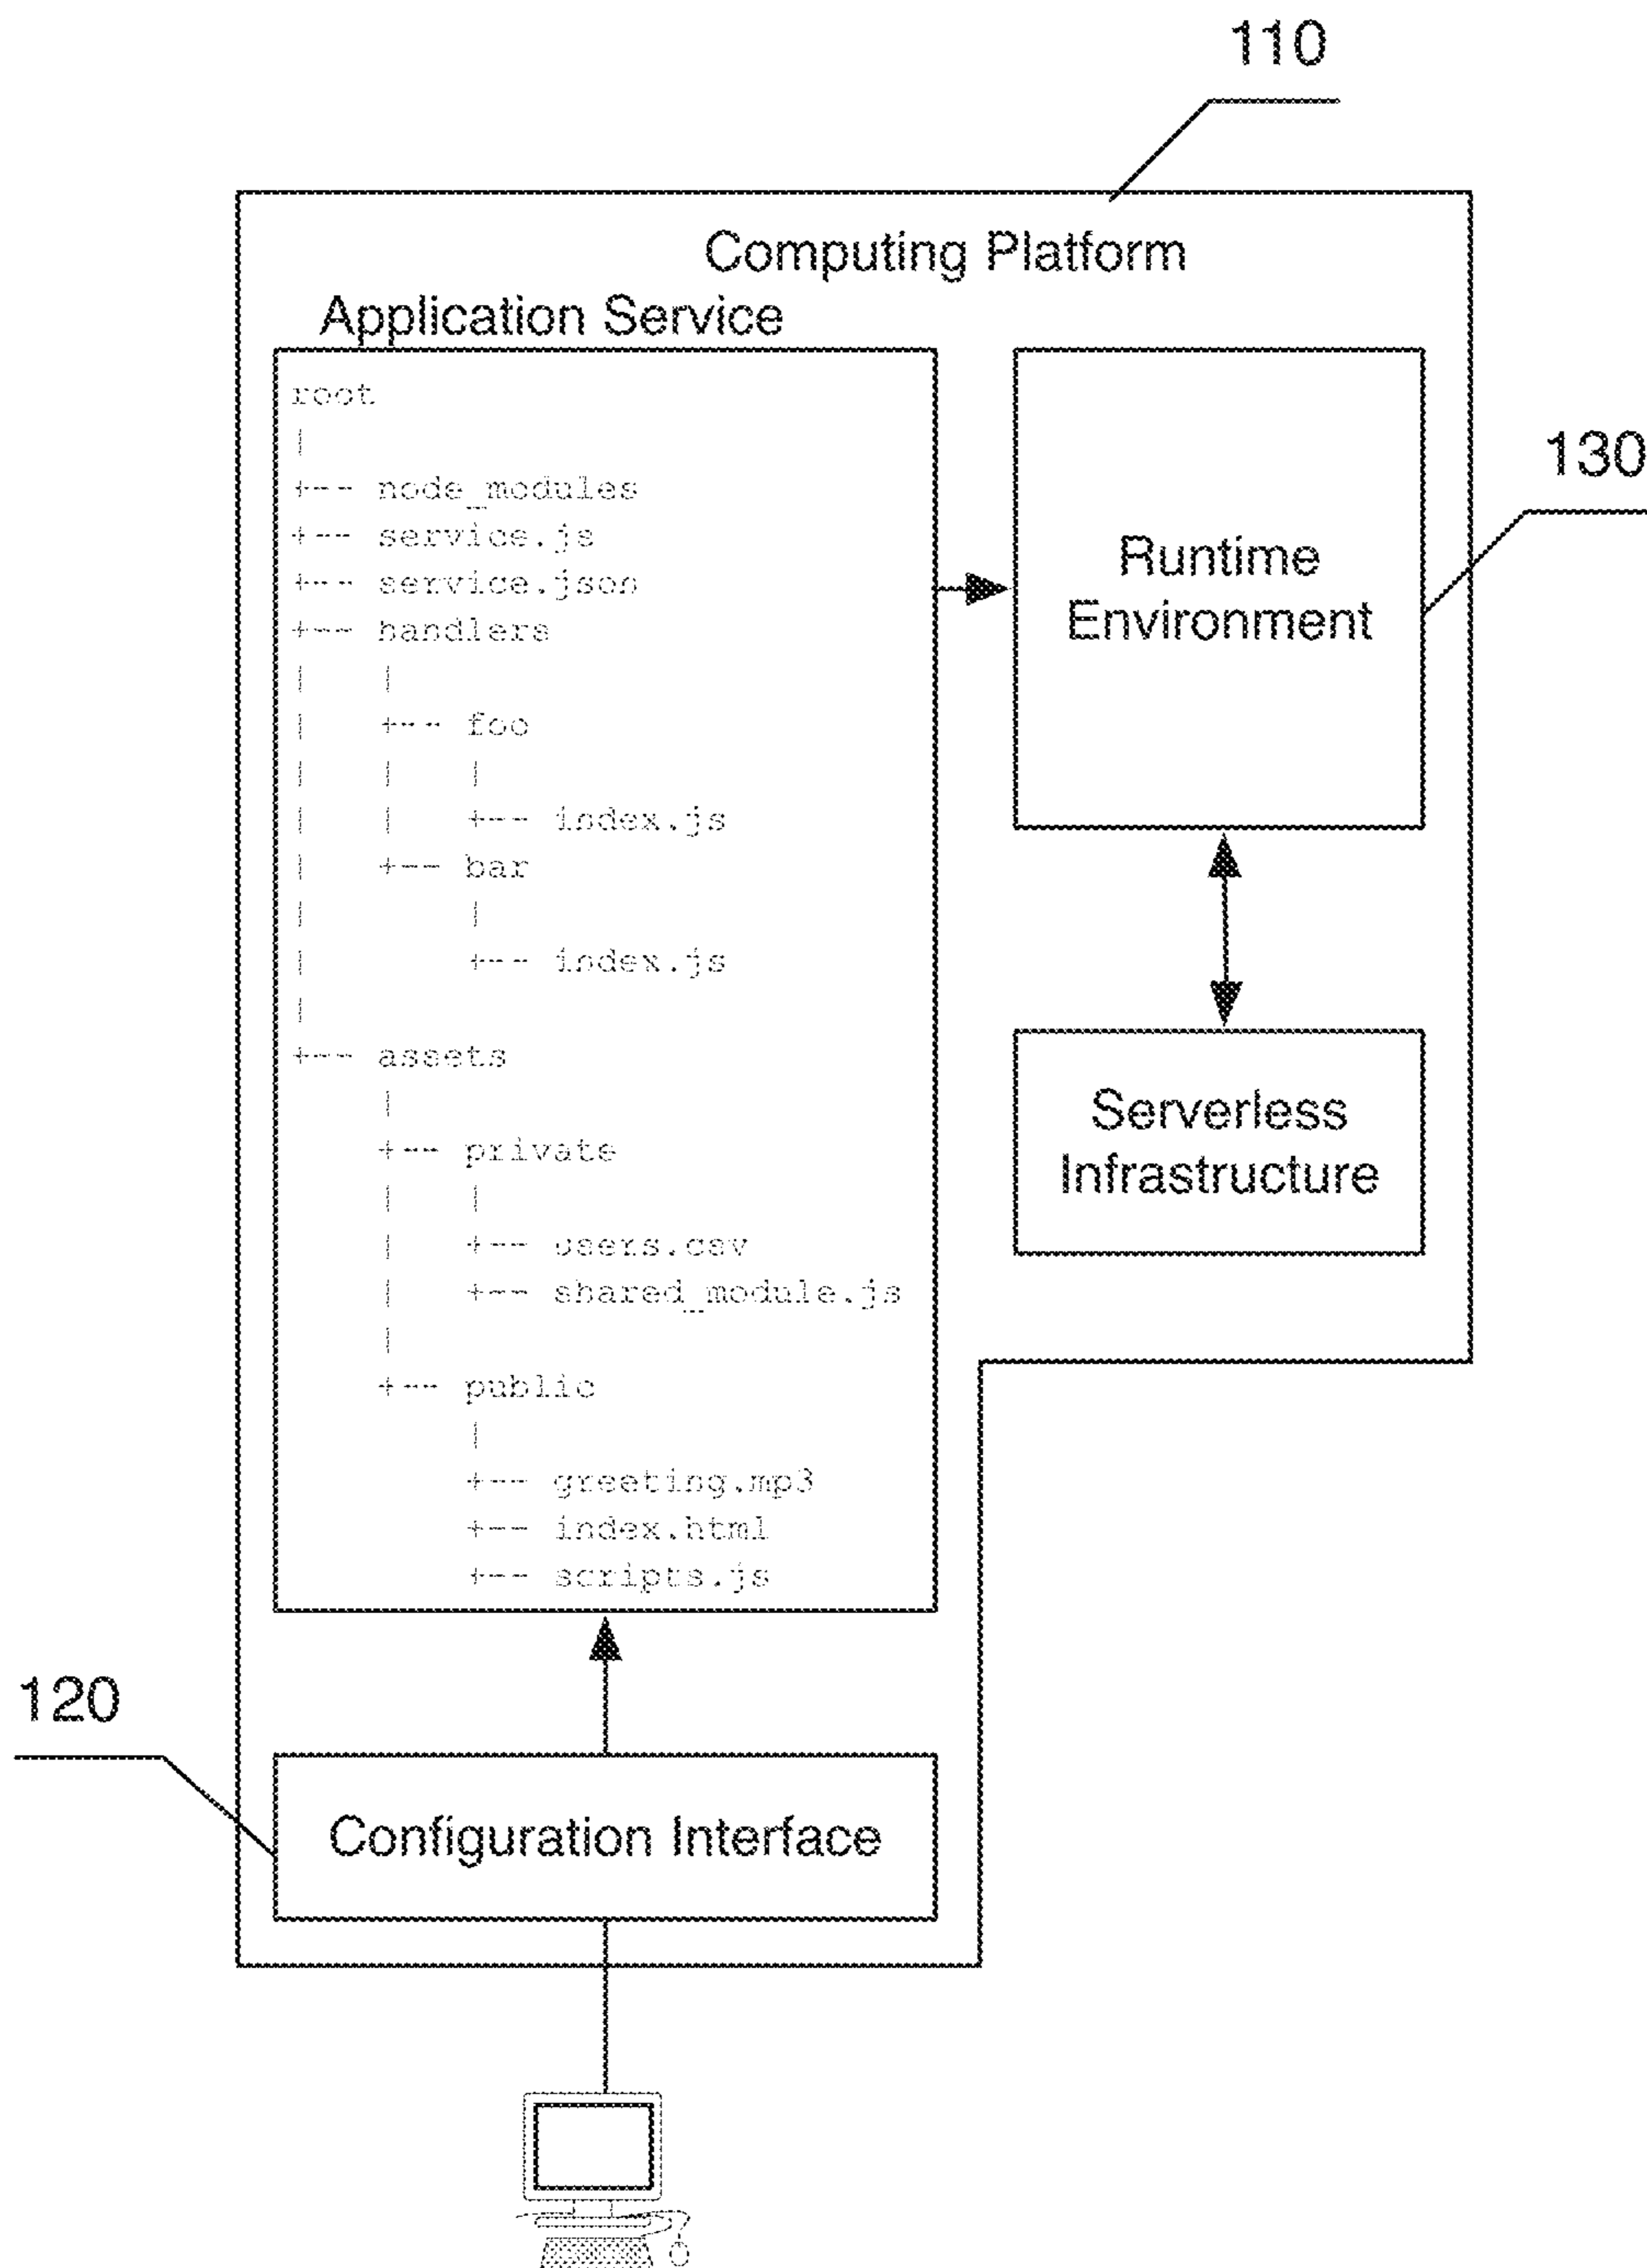 110
Computing Platform
Application Service
root
|
+-- node_modules
+-- service.js
+-- service.json
+-- handlers
|   |
|   +-- foo
|   |   |
|   |   +-- index.js
|   +-- bar
|       |
|       +-- index.js
|
+-- assets
    |
    +-- private
    |   |
    |   +-- users.csv
    |   +-- shared_module.js
    |
    +-- public
        |
        +-- greeting.mp3
        +-- index.html
        +-- scripts.js
130
Runtime
Environment
Serverless
Infrastructure
120
Configuration Interface